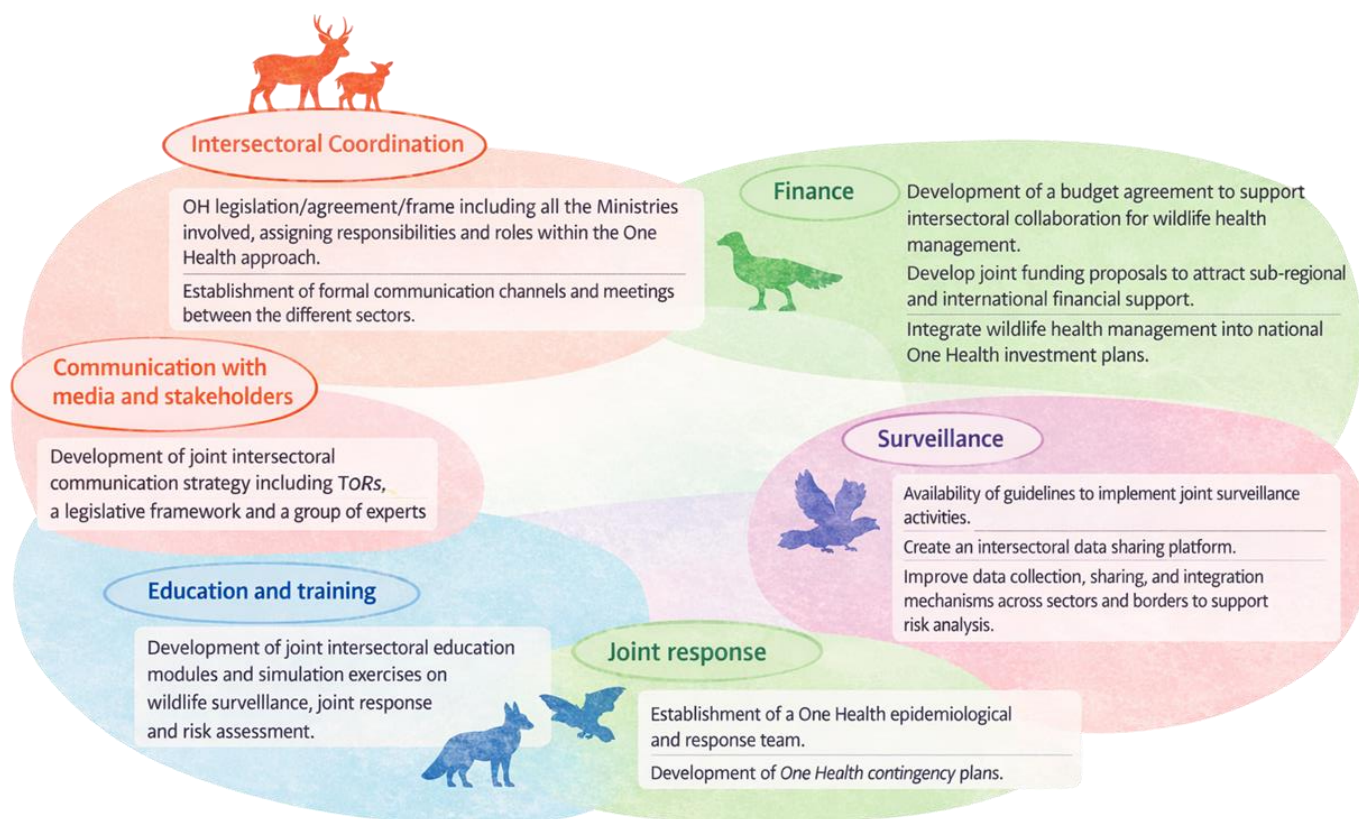 Intersectoral Coordination
OH legislation/agreement/frame including all the Ministries
involved, assigning responsibilities and roles within the One
Health approach.
Establishment of formal communication channels and meetings
between the different sectors.
Finance
Development of a budget agreement to support
intersectoral collaboration for wildlife health
management.
Develop joint funding proposals to attract sub-regional
and international financial support.
Integrate wildlife health management into national
One Health investment plans.
Communication with
media and stakeholders
Development of joint intersectoral
communication strategy including ToRs,
a legislative framework and a group of experts
Surveillance
Availability of guidelines to implement joint surveillance
activities.
Create an intersectoral data sharing platform.
Improve data collection, sharing, and integration
mechanisms across sectors and borders to support
risk analysis.
Education and training
Development of joint intersectoral education
modules and simulation exercises on
wildlife survelllance, joint response
and risk assessment.
Joint response
Establishment of a One Health epidemiological
and response team.
Development of One Health contingency plans.